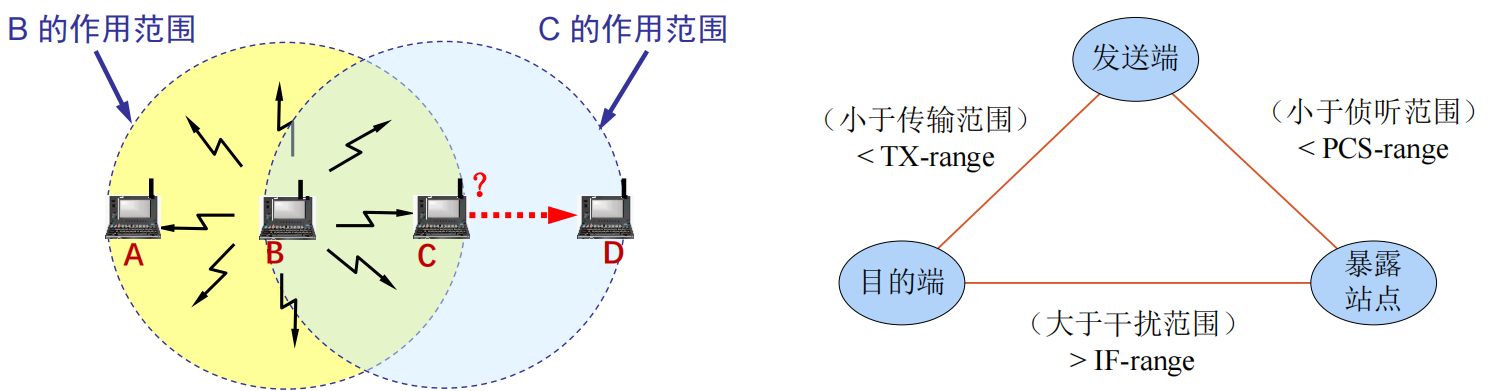 B 的作用范围
C 的作用范围
?
A
B
C
D
发送端
（小于传输范围）
< TX-range
（小于侦听范围）
< PCS-range
目的端
暴露
站点
（大于干扰范围）
> IF-range